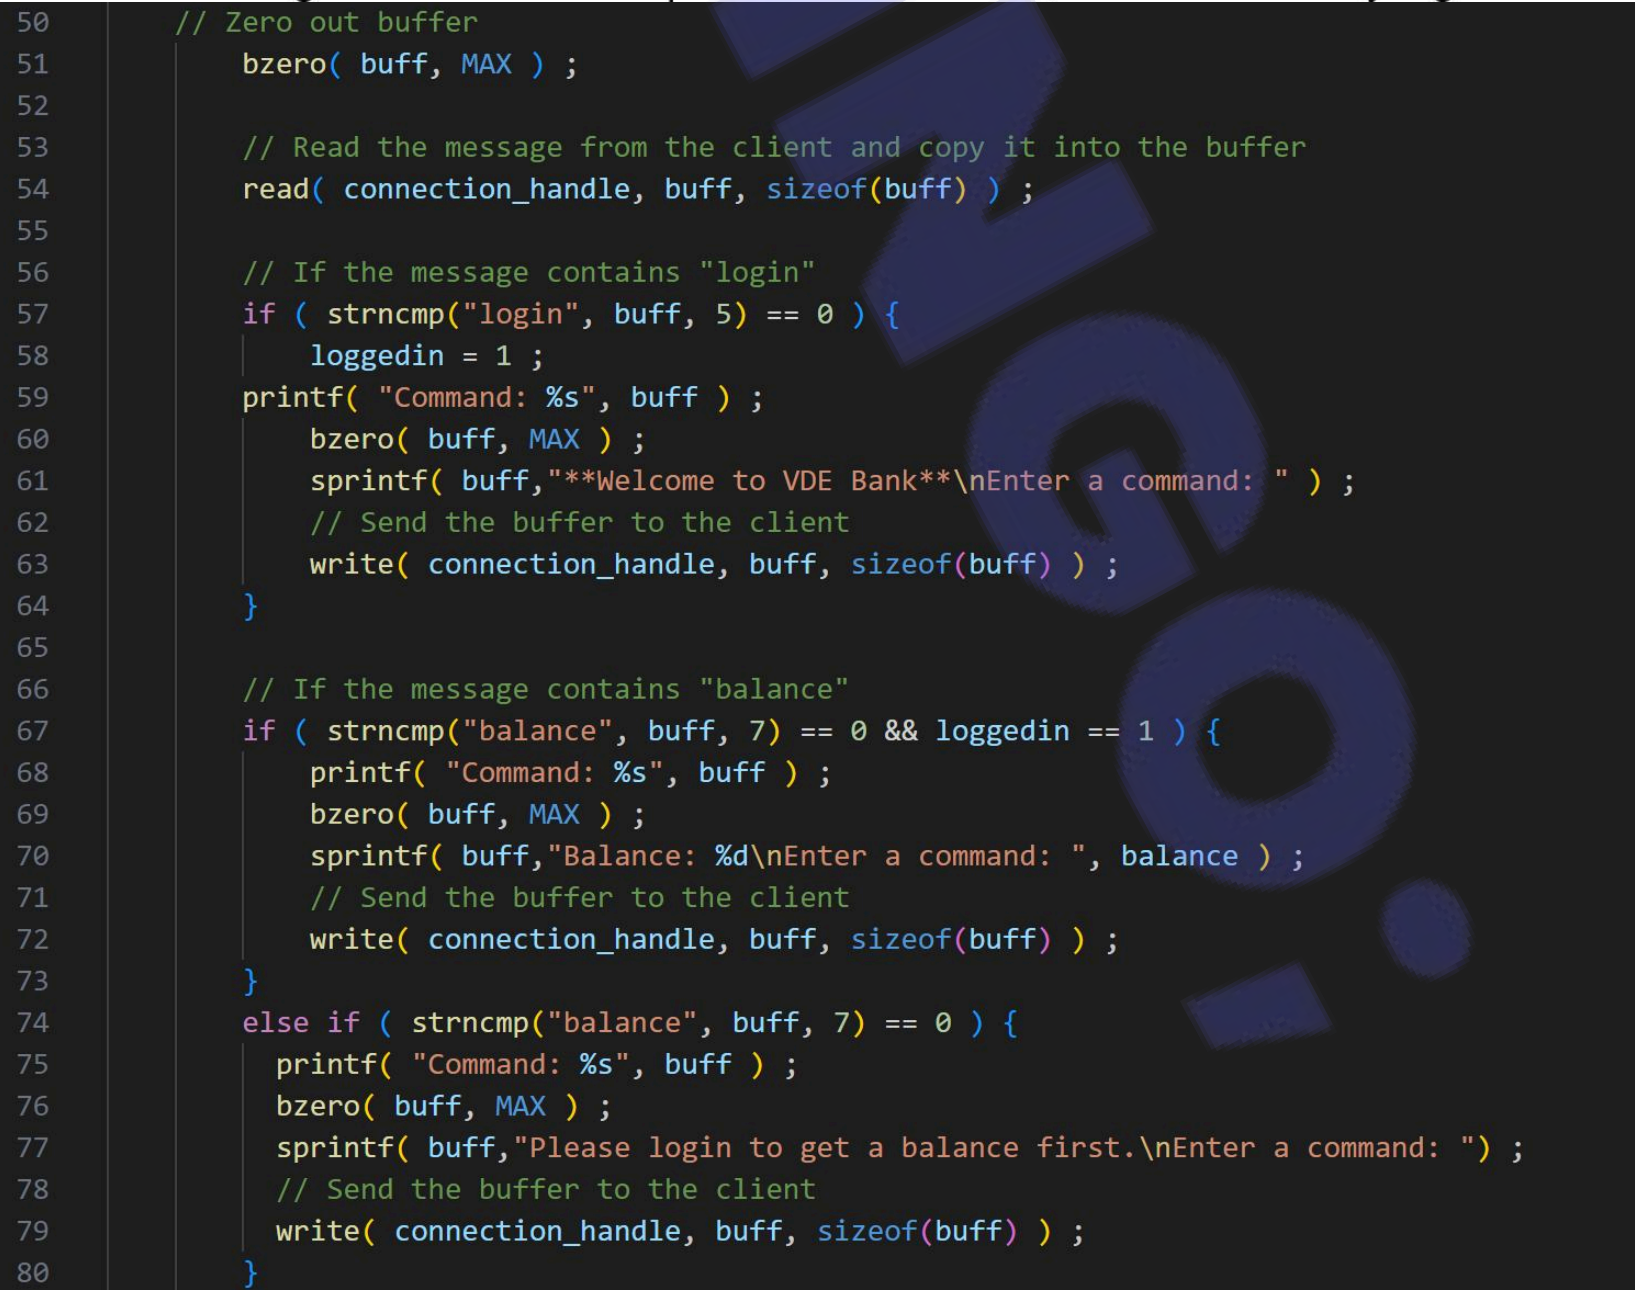 50 // Zero out buffer
51 bzero( buff, MAX ) ;
52
53 // Read the message from the client and copy it into the buffer
54 read( connection_handle, buff, sizeof(buff) ) ;
55
56 // If the message contains "login"
57 if ( strncmp("login", buff, 5) == 0 ) {
58 loggedin = 1 ;
59 printf( "Command: %s", buff ) ;
60 bzero( buff, MAX ) ;
61 sprintf( buff,"**Welcome to VDE Bank**\nEnter a command: " ) ;
62 // Send the buffer to the client
63 write( connection_handle, buff, sizeof(buff) ) ;
64 }
65
66 // If the message contains "balance"
67 if ( strncmp("balance", buff, 7) == 0 && loggedin == 1 ) {
68 printf( "Command: %s", buff ) ;
69 bzero( buff, MAX ) ;
70 sprintf( buff,"Balance: %d\nEnter a command: ", balance ) ;
71 // Send the buffer to the client
72 write( connection_handle, buff, sizeof(buff) ) ;
73 }
74 else if ( strncmp("balance", buff, 7) == 0 ) {
75 printf( "Command: %s", buff ) ;
76 bzero( buff, MAX ) ;
77 sprintf( buff,"Please login to get a balance first.\nEnter a command: ") ;
78 // Send the buffer to the client
79 write( connection_handle, buff, sizeof(buff) ) ;
80 }